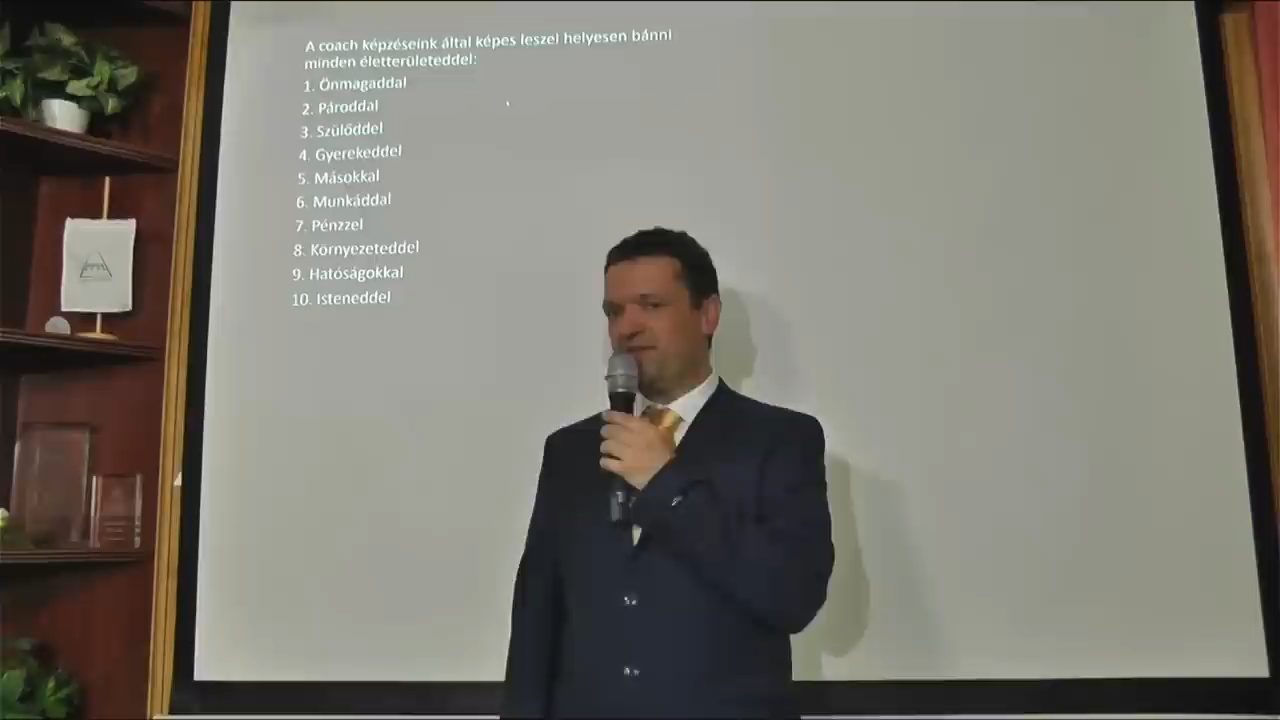 A coach képzéseink által képes leszel helyesen bánni
minden életterületeddel:
1. Önmagaddal
2. Pároddal
3. Szülőddel
4. Gyerekeddel
5. Másokkal
6. Munkáddal
7. Pénzzel
8. Környezeteddel
9. Hatóságokkal
10. Isteneddel